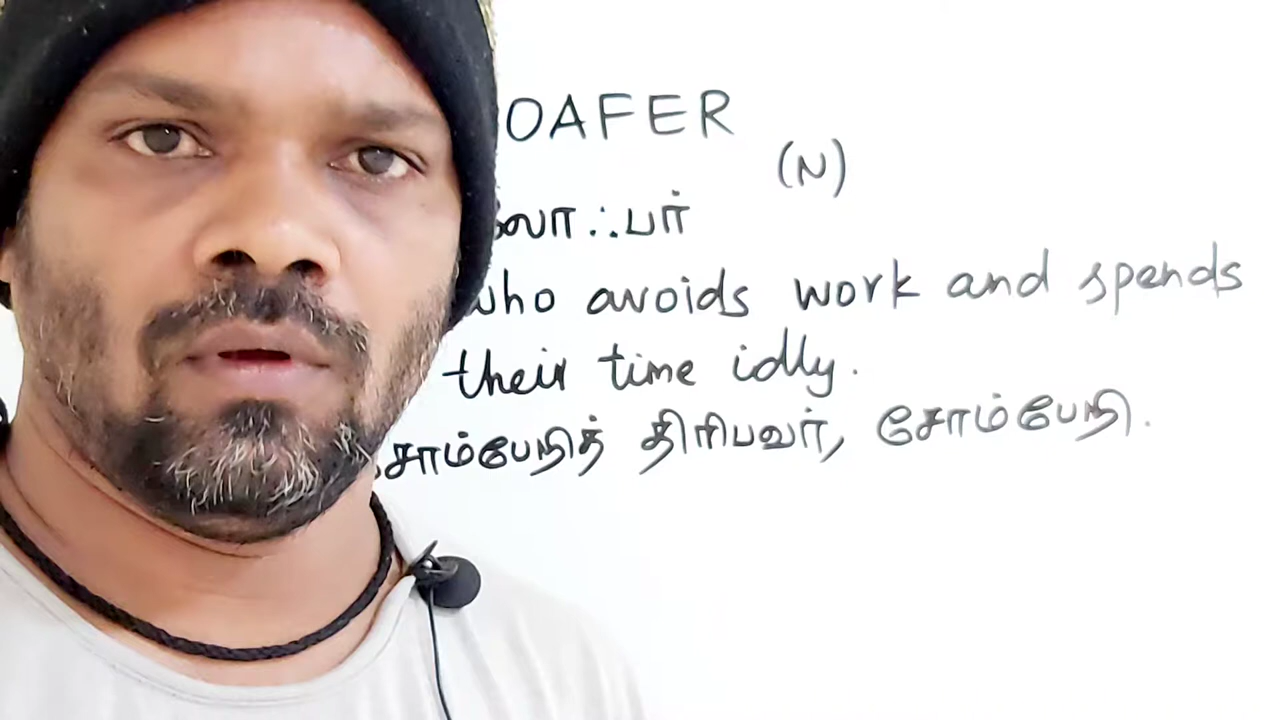 OAFER
(N)
லோஃபர்
who avoids work and spends
their time idly.
சோம்பேறித் திரிபவர், சோம்பேறி.